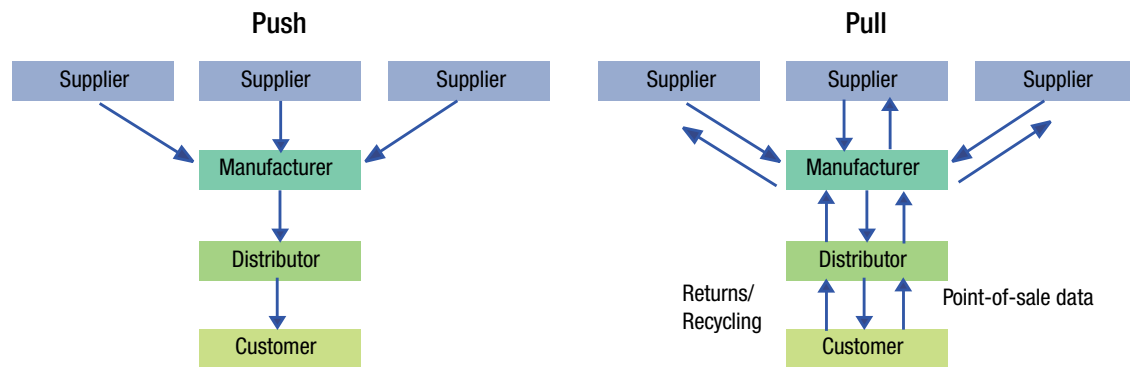 Push
Pull
Supplier
Supplier
Supplier
Supplier
Supplier
Supplier
Manufacturer
Manufacturer
Distributor
Distributor
Returns/
Recycling
Point-of-sale data
Customer
Customer